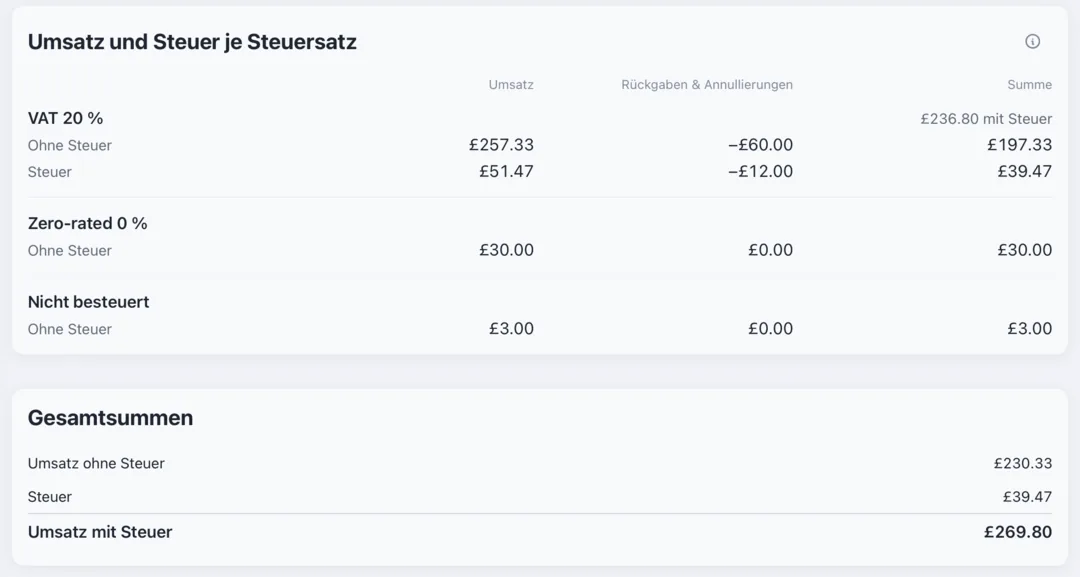 Umsatz und Steuer je Steuersatz
Umsatz Rückgaben & Annullierungen Summe
VAT 20 % £236.80 mit Steuer
Ohne Steuer £257.33 –£60.00 £197.33
Steuer £51.47 –£12.00 £39.47
Zero-rated 0 %
Ohne Steuer £30.00 £0.00 £30.00
Nicht besteuert
Ohne Steuer £3.00 £0.00 £3.00
Gesamtsummen
Umsatz ohne Steuer £230.33
Steuer £39.47
Umsatz mit Steuer £269.80